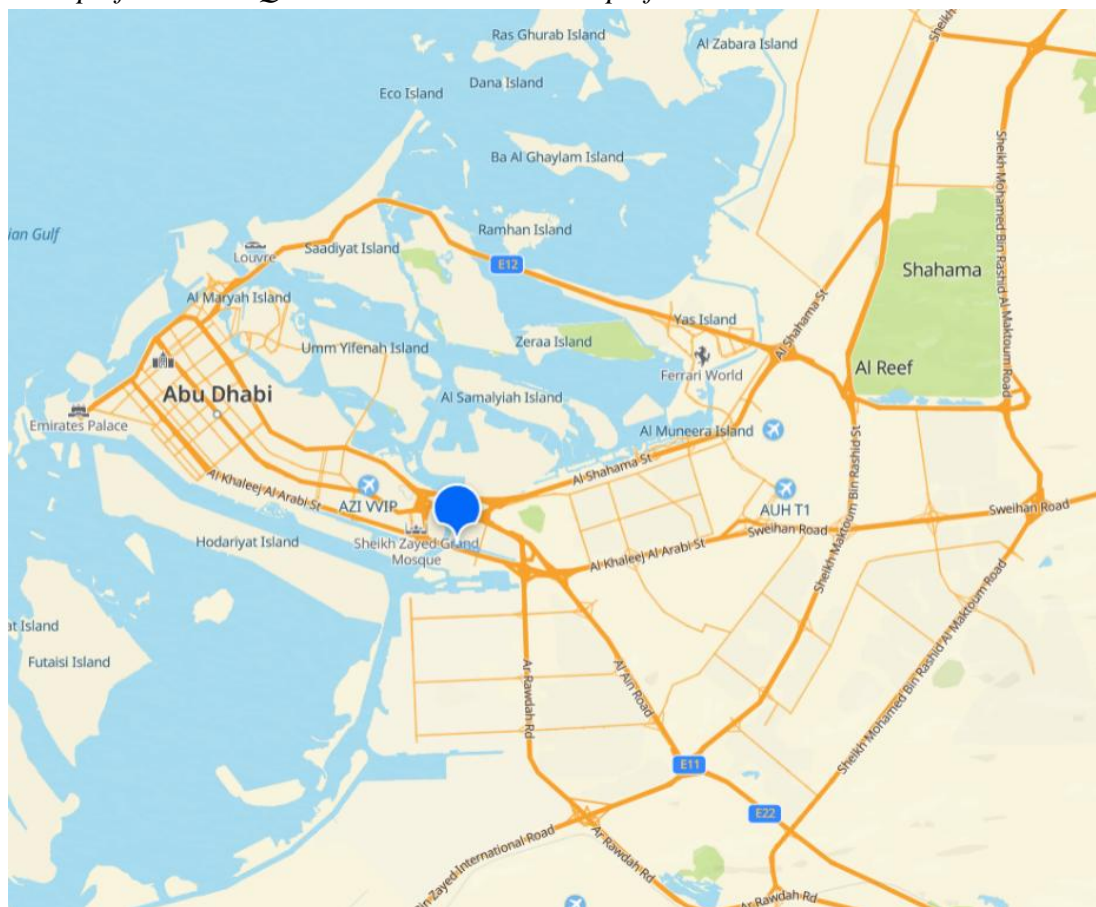 Ras Ghurab Island
Al Zabara Island
Dana Island
Eco Island
Ba Al Ghaylam Island
ian Gulf
Ramhan Island
Saadiyat Island
Louvre
E12
Shahama
Al Maryah Island
Al Shahama St
Sheikh Mohamed Bin Rashid Al Maktoum Road
Yas Island
Zeraa Island
Umm Yifenah Island
Ferrari World
Al Reef
Abu Dhabi
Al Samalyiah Island
Emirates Palace
Al Muneera Island
Al Shahama St
Al Khaleej Al Arabi St
AZI VVIP
AUH T1
Sheikh Maktoum Bin Rashid St
Sweihan Road
Sweihan Road
Hodariyat Island
Sheikh Zayed Grand
Mosque
Al Khaleej Al Arabi St
at Island
Futaisi Island
Ar Rawdah Rd
Al Ain Road
Sheikh Mohamed Bin Rashid Al Maktoum Road
E11
E22
Bin Zayed International Road
Ar Rawdah Rd
Ar Rawdah Rd